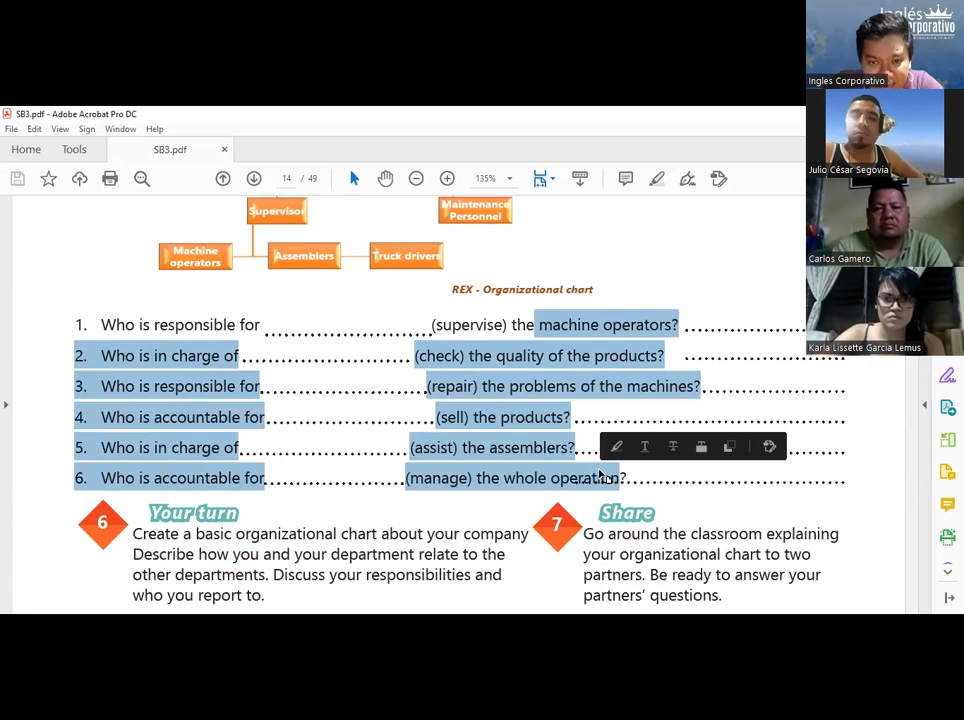 Inglés
Corporativo
Ingles Corporativo
SB3.pdf - Adobe Acrobat Pro DC
File Edit View Sign Window Help
Home Tools SB3.pdf ×
14 / 49 135%
Julio César Segovia
Supervisor
Maintenance
Personnel
Machine
operators
Assemblers
Truck drivers
Carlos Gamero
REX - Organizational chart
Karla Lissette Garcia Lemus
1. Who is responsible for ................................ (supervise) the machine operators? ................................
2. Who is in charge of ................................ (check) the quality of the products? ................................
3. Who is responsible for ................................ (repair) the problems of the machines? ................................
4. Who is accountable for ................................ (sell) the products? ................................
5. Who is in charge of ................................ (assist) the assemblers? ................................
6. Who is accountable for ................................ (manage) the whole operation? ................................
6 Your turn
Create a basic organizational chart about your company
Describe how you and your department relate to the
other departments. Discuss your responsibilities and
who you report to.
7 Share
Go around the classroom explaining
your organizational chart to two
partners. Be ready to answer your
partners' questions.